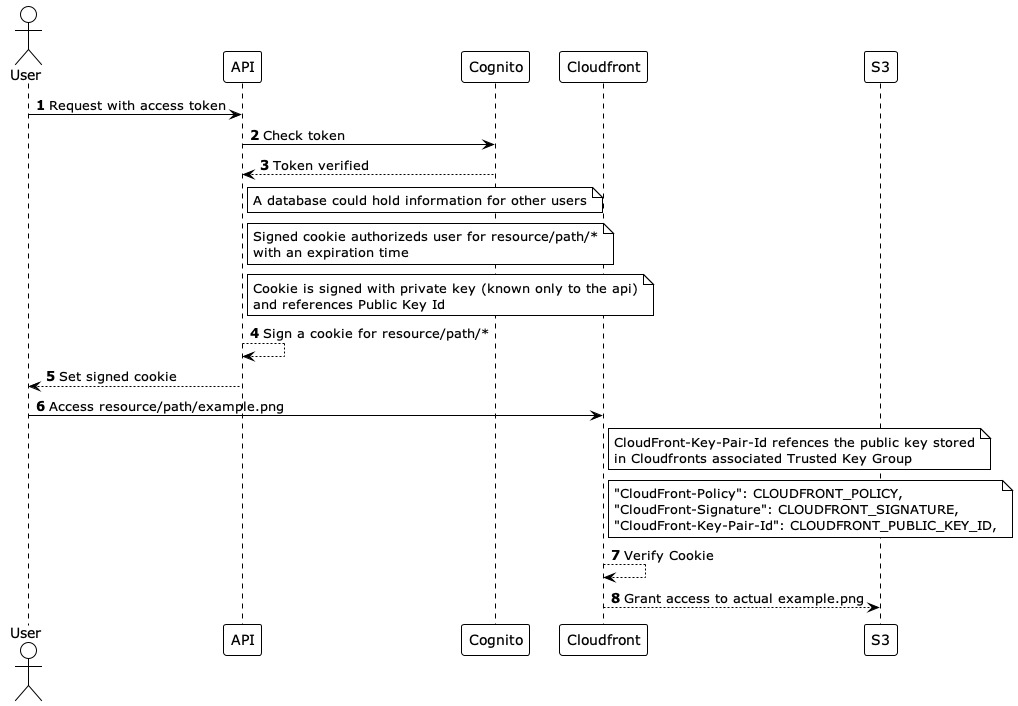 User
API
Cognito
Cloudfront
S3
1 Request with access token
2 Check token
3 Token verified
A database could hold information for other users
Signed cookie authorizeds user for resource/path/*
with an expiration time
Cookie is signed with private key (known only to the api)
and references Public Key Id
4 Sign a cookie for resource/path/*
5 Set signed cookie
6 Access resource/path/example.png
CloudFront-Key-Pair-Id refences the public key stored
in Cloudfronts associated Trusted Key Group
"CloudFront-Policy": CLOUDFRONT_POLICY,
"CloudFront-Signature": CLOUDFRONT_SIGNATURE,
"CloudFront-Key-Pair-Id": CLOUDFRONT_PUBLIC_KEY_ID,
7 Verify Cookie
8 Grant access to actual example.png
User
API
Cognito
Cloudfront
S3